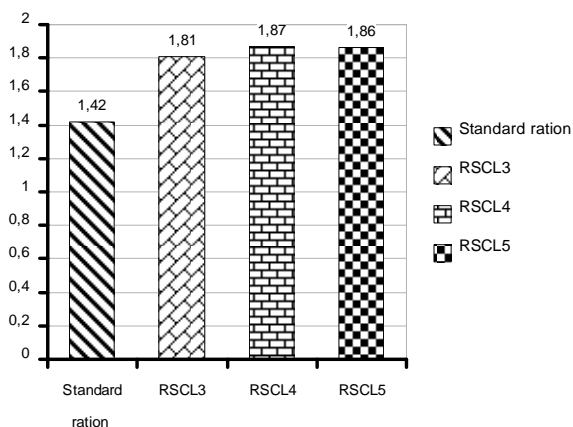 2
1,8
1,6
1,4
1,2
1
0,8
0,6
0,4
0,2
0
1,42
1,81
1,87
1,86
Standard
ration
RSCL3
RSCL4
RSCL5
Standard ration
RSCL3
RSCL4
RSCL5